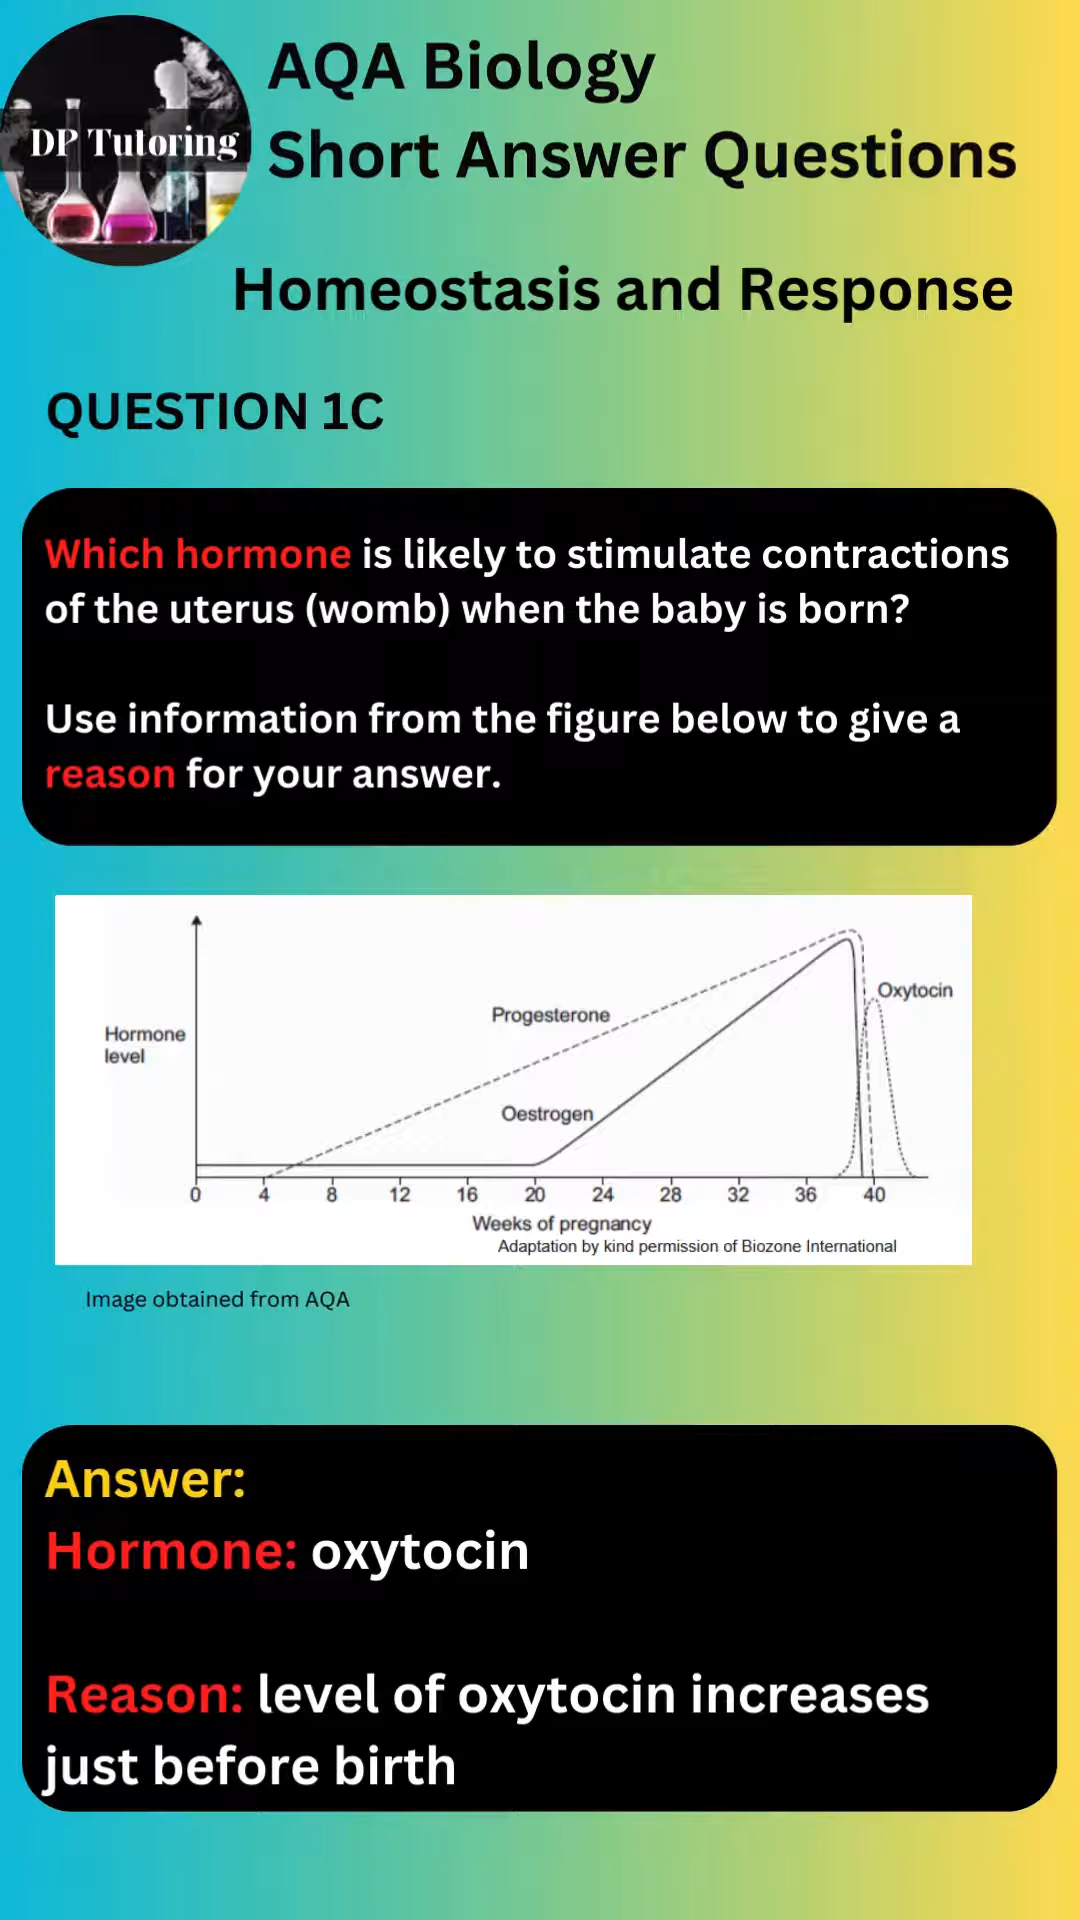 DP Tutoring
AQA Biology
Short Answer Questions
Homeostasis and Response
QUESTION 1C
Which hormone is likely to stimulate contractions
of the uterus (womb) when the baby is born?
Use information from the figure below to give a
reason for your answer.
Hormone
level
Progesterone
Oestrogen
Oxytocin
0 4 8 12 16 20 24 28 32 36 40
Weeks of pregnancy
Adaptation by kind permission of Biozone International
Image obtained from AQA
Answer:
Hormone: oxytocin
Reason: level of oxytocin increases
just before birth